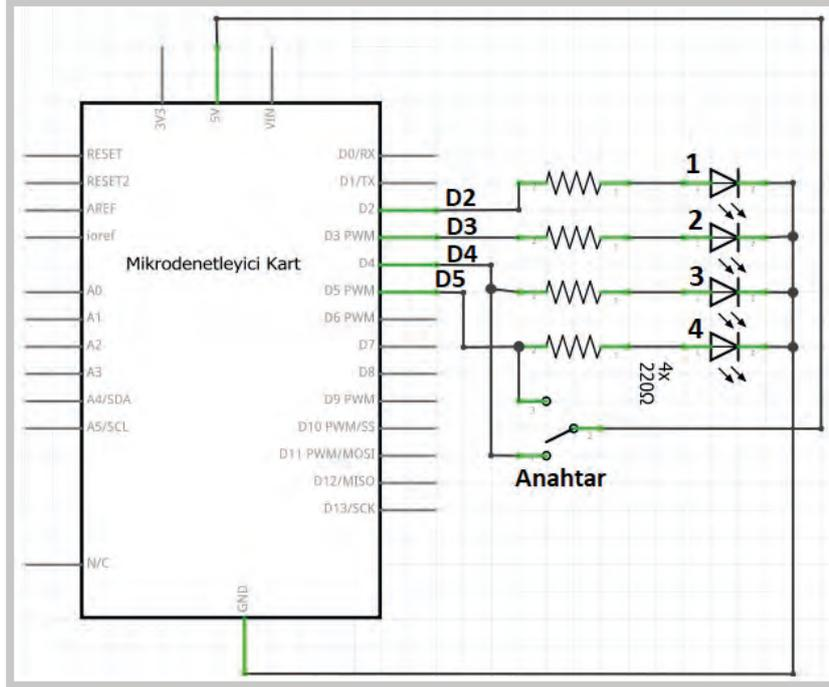 3V3
5V
VIN
RESET
RESET2
AREF
ioref
A0
A1
A2
A3
A4/SDA
A5/SCL
N/C
Mikrodenetleyici Kart
D0/RX
D1/TX
D2
D3 PWM
D4
D5 PWM
D6 PWM
D7
D8
D9 PWM
D10 PWM/SS
D11 PWM/MOSI
D12/MISO
D13/SCK
GND
D2
D3
D4
D5
1
2
3
4
4x
220Ω
3
2
Anahtar